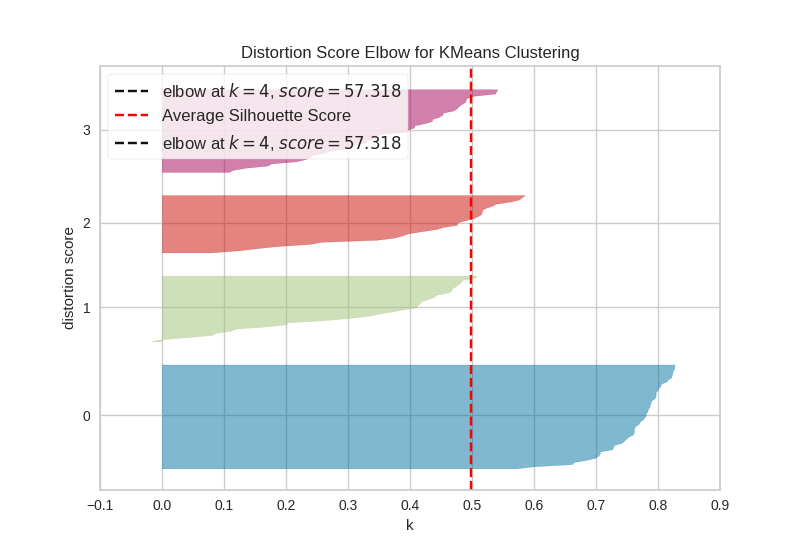 Distortion Score Elbow for KMeans Clustering
elbow at k = 4, score = 57.318
Average Silhouette Score
elbow at k = 4, score = 57.318
distortion score
3
2
1
0
−0.1 0.0 0.1 0.2 0.3 0.4 0.5 0.6 0.7 0.8 0.9
k